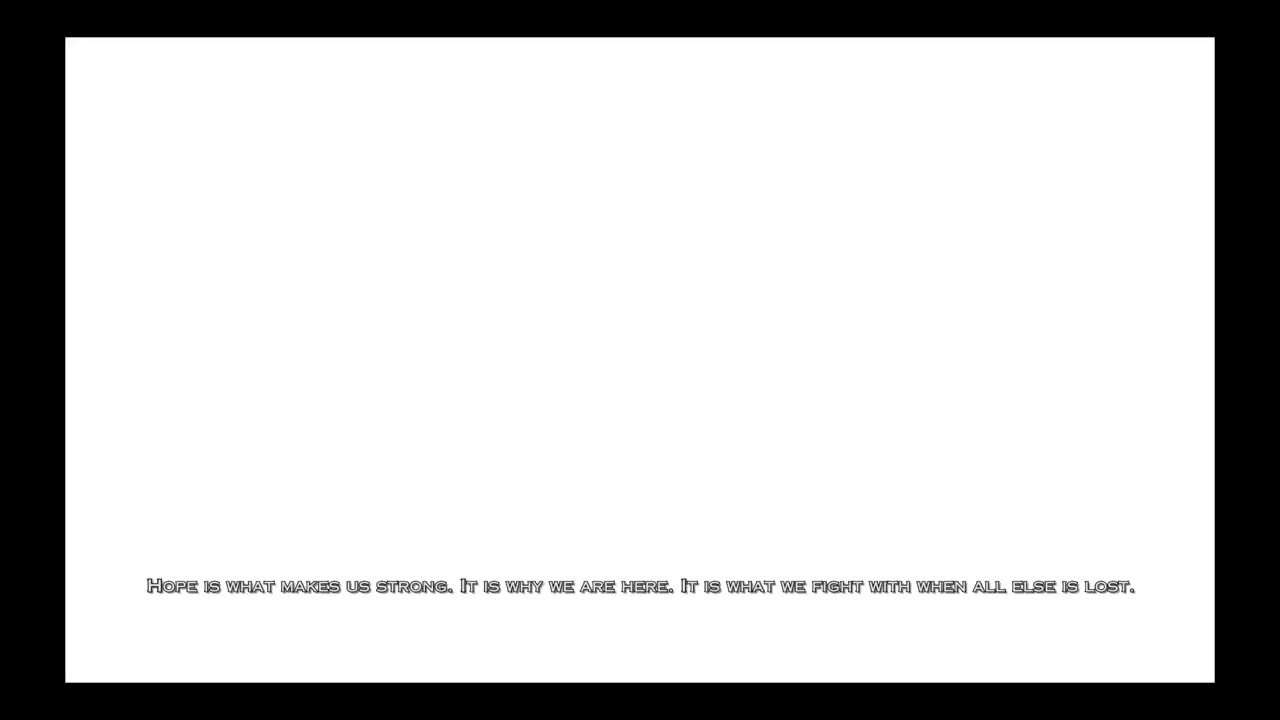 Hope is what makes us strong. It is why we are here. It is what we fight with when all else is lost.